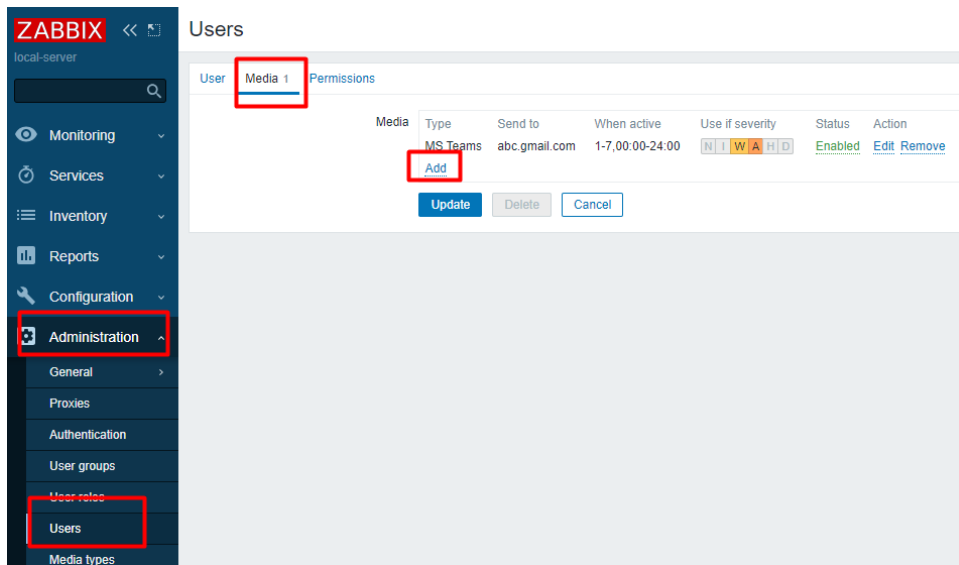 ZABBIX
local-server
Monitoring
Services
Inventory
Reports
Configuration
Administration
General
Proxies
Authentication
User groups
User roles
Users
Media types
Users
User Media 1 Permissions
Media Type Send to When active Use if severity Status Action
MS Teams abc.gmail.com 1-7,00:00-24:00 N I W A H D Enabled Edit Remove
Add
Update Delete Cancel